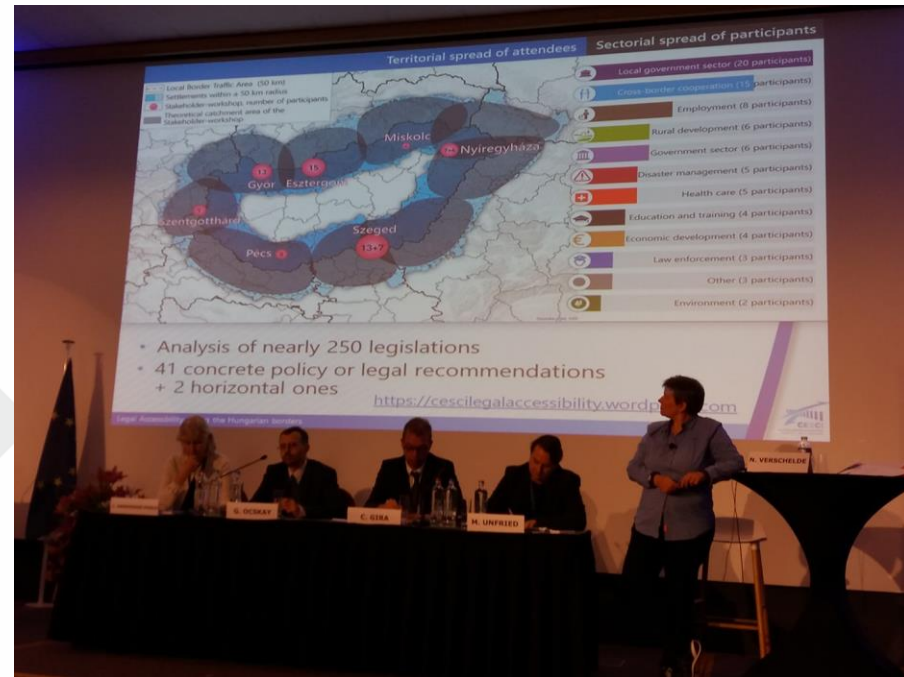 Territorial spread of attendees
Sectorial spread of participants
Local Border Traffic Area (50 km)
Settlements within a 50 km radius
Stakeholder-workshop, number of participants
Theoretical catchment area of the
Stakeholder-workshop
Miskolc
Nyíregyháza
13
Győr
15
Esztergom
Szentgotthárd
Pécs
Szeged
13+7
Local government sector (20 participants)
Cross-border cooperation (15 participants)
Employment (8 participants)
Rural development (6 participants)
Government sector (6 participants)
Disaster management (5 participants)
Health care (5 participants)
Education and training (4 participants)
Economic development (4 participants)
Law enforcement (3 participants)
Other (3 participants)
Environment (2 participants)
• Analysis of nearly 250 legislations
• 41 concrete policy or legal recommendations
+ 2 horizontal ones
https://cescilegalaccessibility.wordp com
Legal Accessibility the Hungarian borders
CESCI
G. OCSKAY
C. GIRA
M. UNFRIED
N. VERSCHELDE